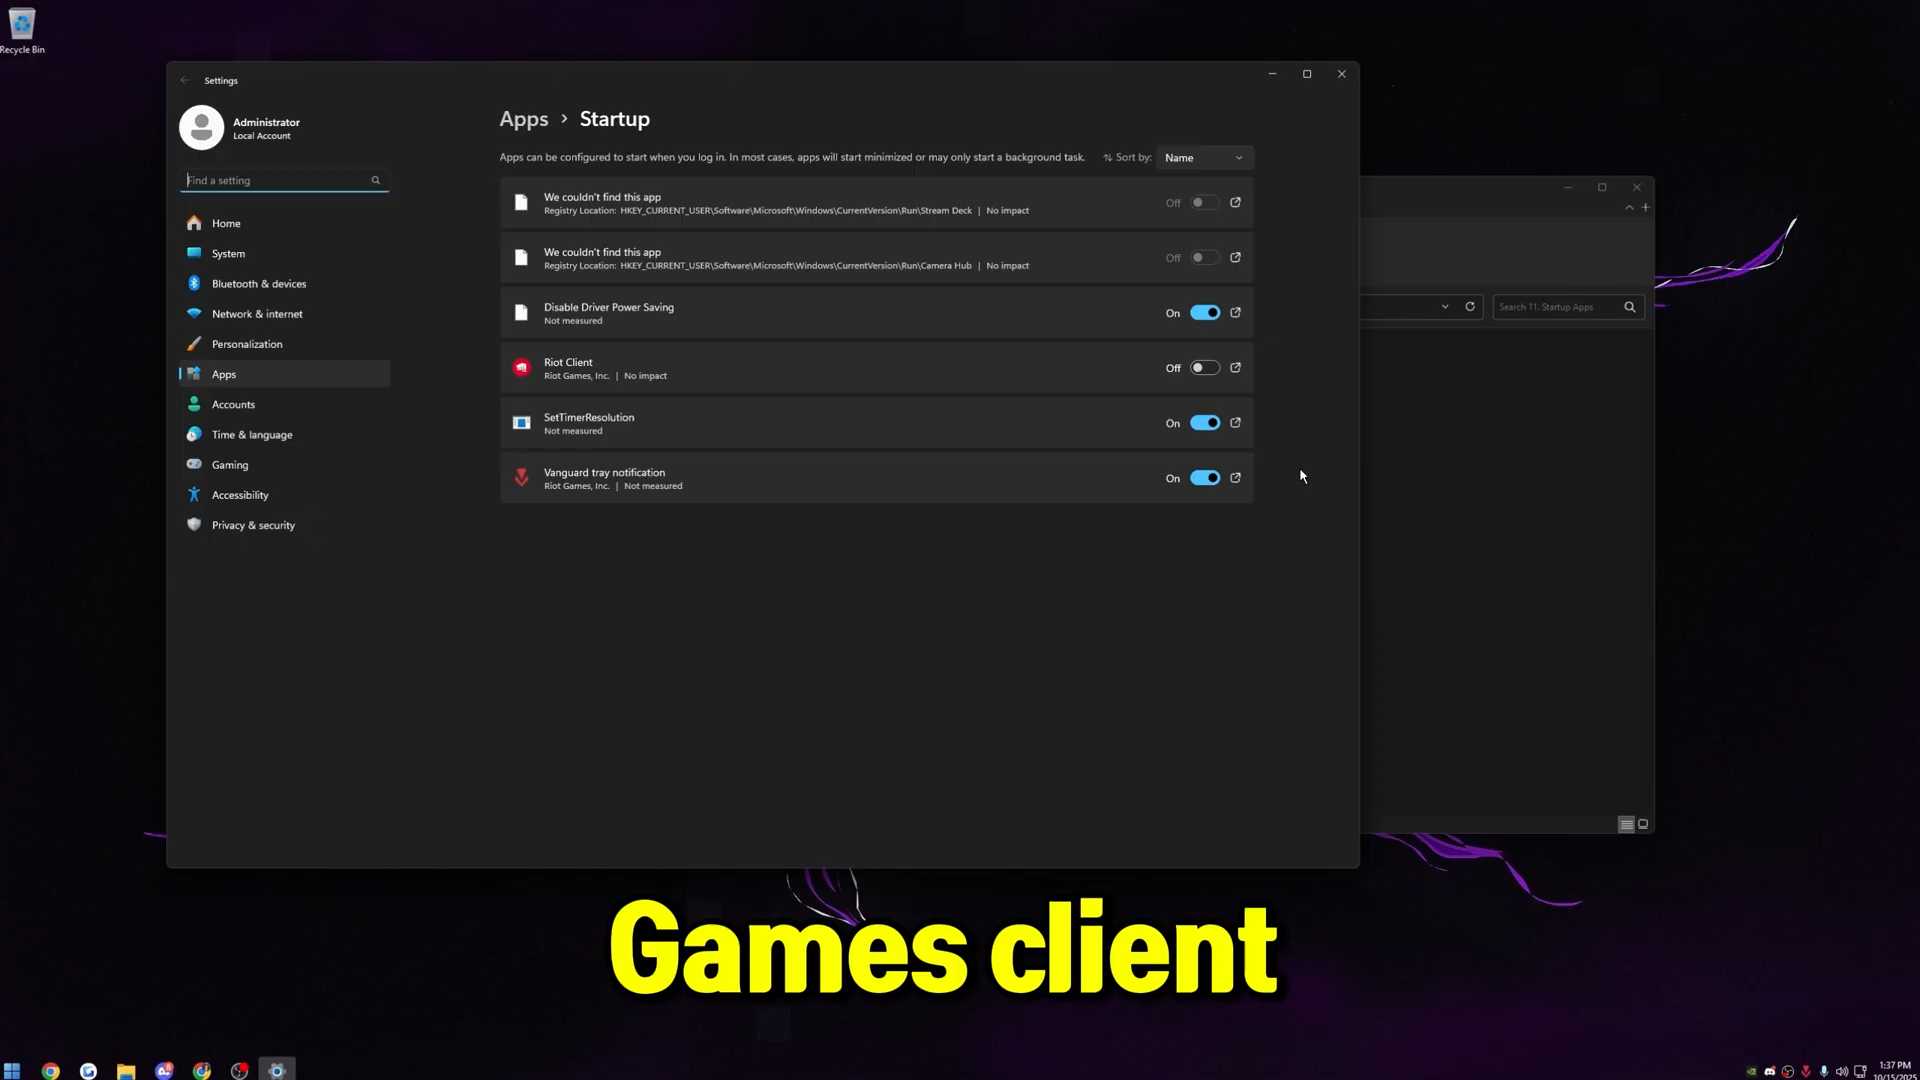 Recycle Bin
Settings
Administrator
Local Account
Find a setting
Home
System
Bluetooth & devices
Network & internet
Personalization
Apps
Accounts
Time & language
Gaming
Accessibility
Privacy & security
Apps > Startup
Apps can be configured to start when you log in. In most cases, apps will start minimized or may only start a background task.
Sort by: Name
We couldn't find this app
Registry Location: HKEY_CURRENT_USER\Software\Microsoft\Windows\CurrentVersion\Run\Stream Deck | No impact
Off
We couldn't find this app
Registry Location: HKEY_CURRENT_USER\Software\Microsoft\Windows\CurrentVersion\Run\Camera Hub | No impact
Off
Disable Driver Power Saving
Not measured
On
Riot Client
Riot Games, Inc. | No impact
Off
SetTimerResolution
Not measured
On
Vanguard tray notification
Riot Games, Inc. | Not measured
On
Search 11. Startup Apps
Games client
1:37 PM
10/15/2025